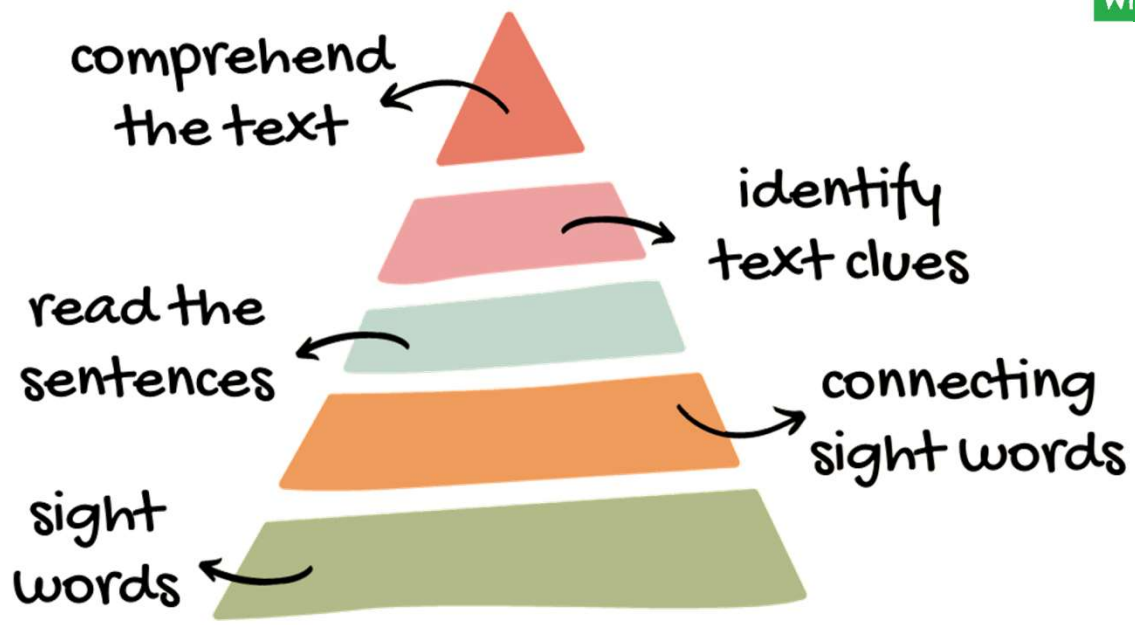 comprehend
the text
identify
text clues
read the
sentences
connecting
sight words
sight
words